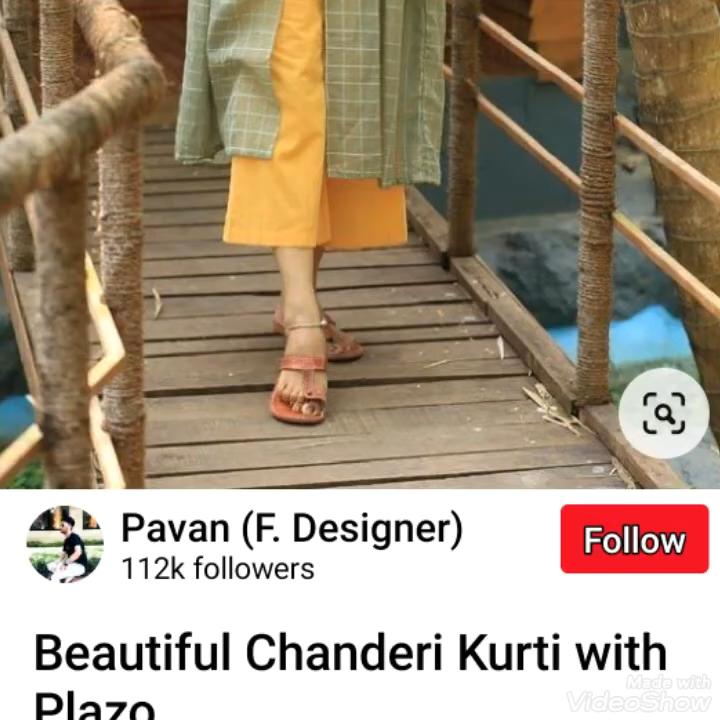 Pavan (F. Designer)
Follow
112k followers
Beautiful Chanderi Kurti with
Plazo
Made with
VideoShow